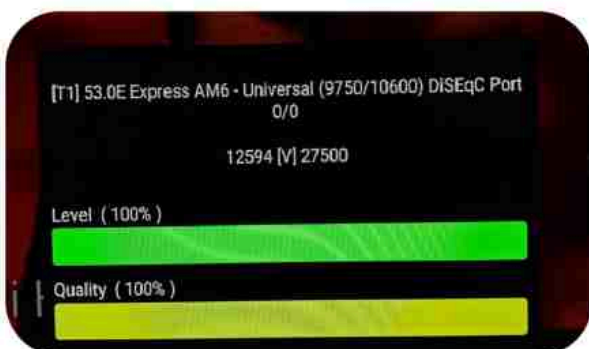 [T1] 53.0E Express AM6 - Universal (9750/10600) DiSEqC Port
0/0
12594 [V] 27500
Level ( 100% )
Quality ( 100% )